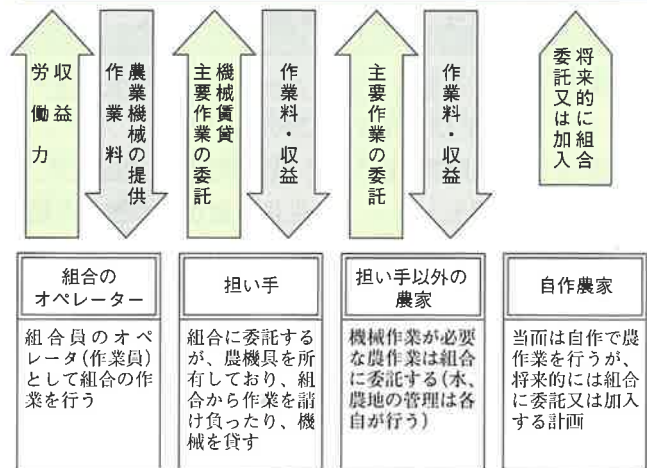 収益
労働力
農業機械の提供
作業料
機械賃貸
主要作業の委託
作業料・収益
主要作業の委託
作業料・収益
将来的に組合
委託又は加入
組合の
オペレーター
担い手
担い手以外の
農家
自作農家
組合員のオペ
レータ(作業員)
として組合の作
業を行う
組合に委託する
が、農機具を所
有しており、組
合から作業を請
け負ったり、機
械を貸す
機械作業が必要
な農作業は組合
に委託する(水、
農地の管理は各
自が行う)
当面は自作で農
作業を行うが、
将来的には組合
に委託又は加入
する計画